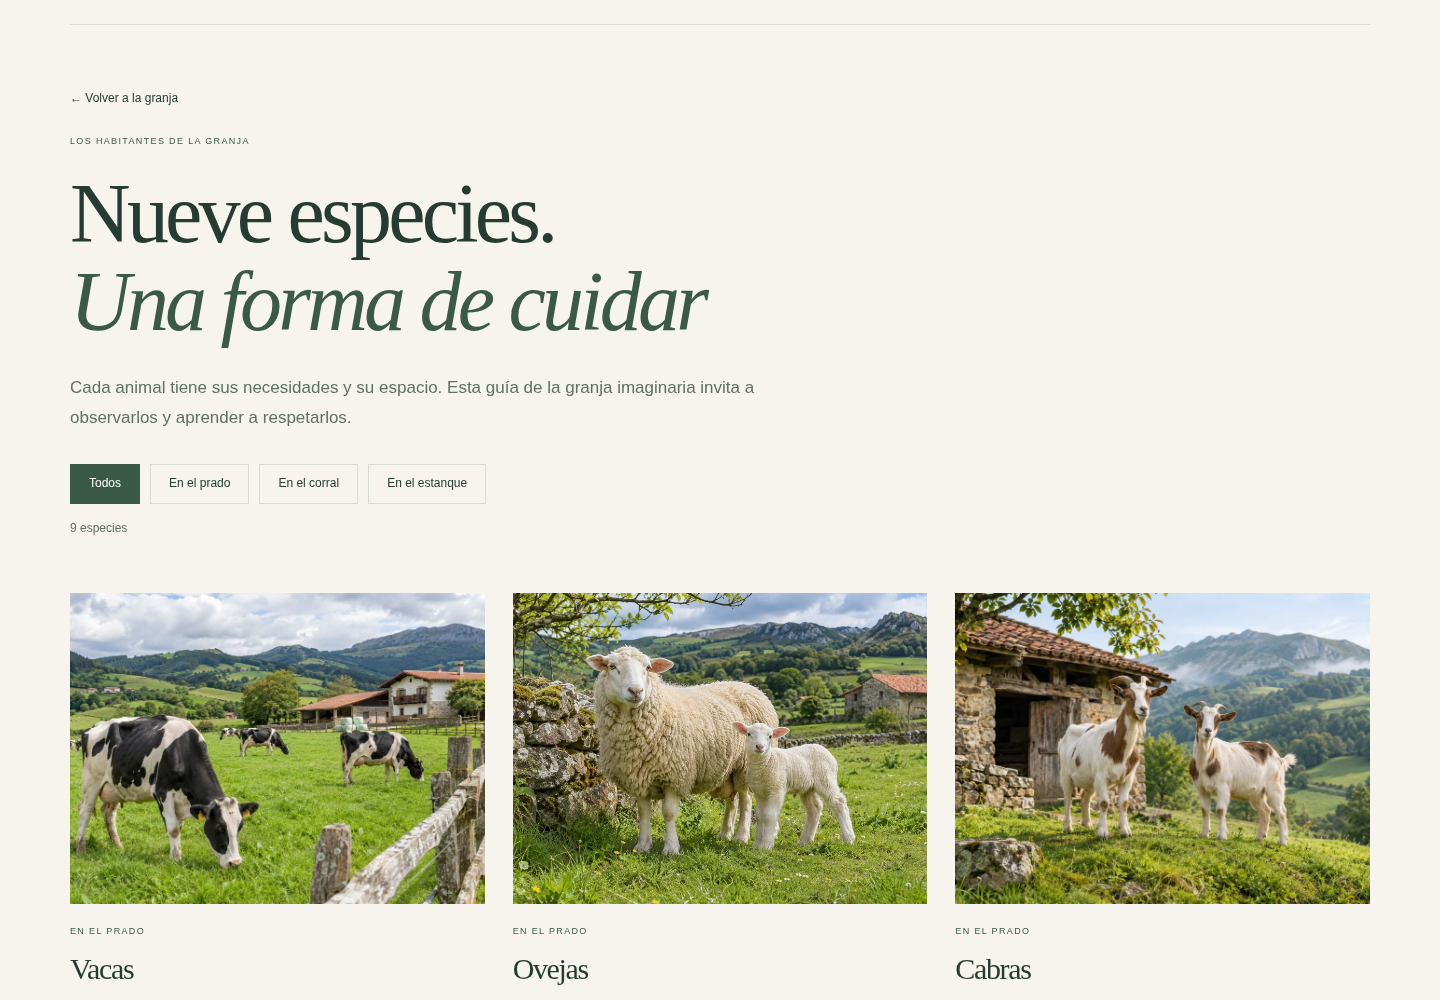 ← Volver a la granja
LOS HABITANTES DE LA GRANJA
Nueve especies.
Una forma de cuidar
Cada animal tiene sus necesidades y su espacio. Esta guía de la granja imaginaria invita a
observarlos y aprender a respetarlos.
Todos En el prado En el corral En el estanque
9 especies
EN EL PRADO EN EL PRADO EN EL PRADO
Vacas Ovejas Cabras